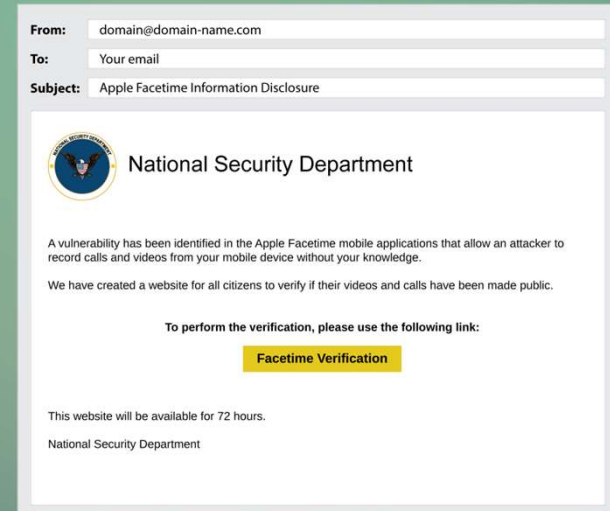 From: domain@domain-name.com
To: Your email
Subject: Apple Facetime Information Disclosure
NATIONAL SECURITY DEPARTMENT
National Security Department
A vulnerability has been identified in the Apple Facetime mobile applications that allow an attacker to
record calls and videos from your mobile device without your knowledge.
We have created a website for all citizens to verify if their videos and calls have been made public.
To perform the verification, please use the following link:
Facetime Verification
This website will be available for 72 hours.
National Security Department